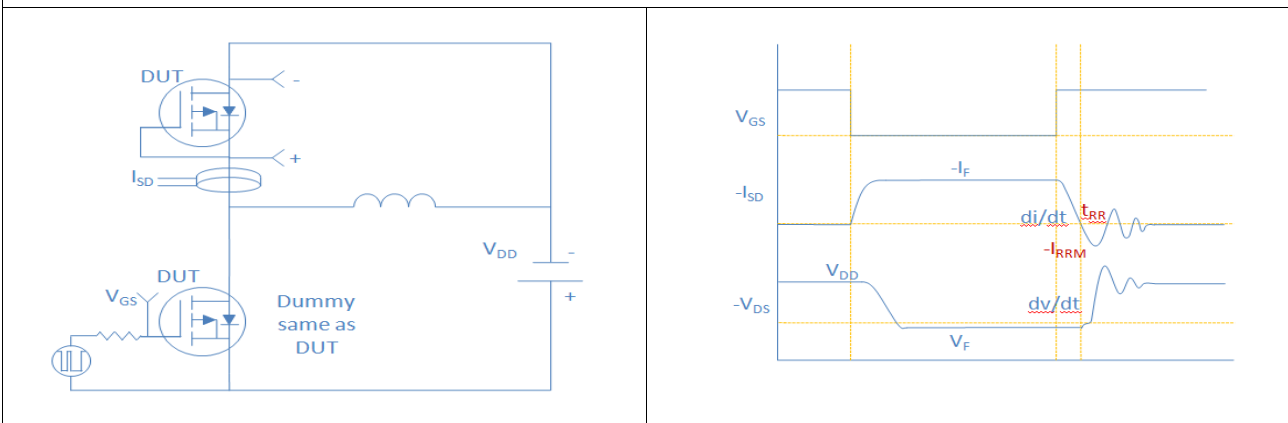 DUT
-
+
ISD
VDD
-
+
DUT
VGS
Dummy
same as
DUT
VGS
-IF
-ISD
di/dt
tRR
-IRRM
VDD
-VDS
dv/dt
VF